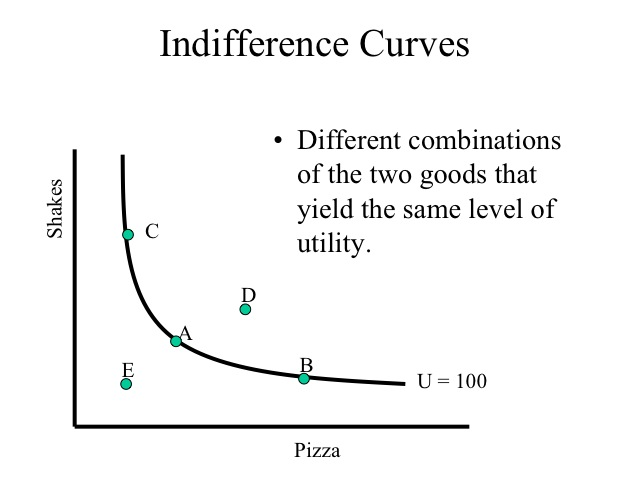 Indifference Curves
• Different combinations
of the two goods that
yield the same level of
utility.
Shakes
C
D
A
E
B
U = 100
Pizza